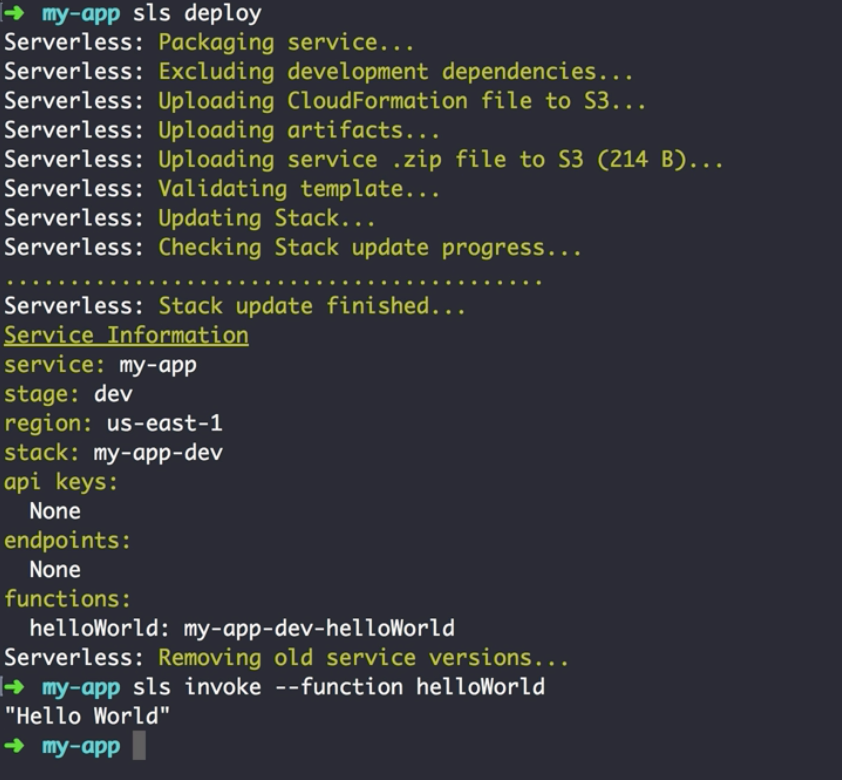 ➜ my-app sls deploy
Serverless: Packaging service...
Serverless: Excluding development dependencies...
Serverless: Uploading CloudFormation file to S3...
Serverless: Uploading artifacts...
Serverless: Uploading service .zip file to S3 (214 B)...
Serverless: Validating template...
Serverless: Updating Stack...
Serverless: Checking Stack update progress...
..........................................
Serverless: Stack update finished...
Service Information
service: my-app
stage: dev
region: us-east-1
stack: my-app-dev
api keys:
  None
endpoints:
  None
functions:
  helloWorld: my-app-dev-helloWorld
Serverless: Removing old service versions...
➜ my-app sls invoke --function helloWorld
"Hello World"
➜ my-app